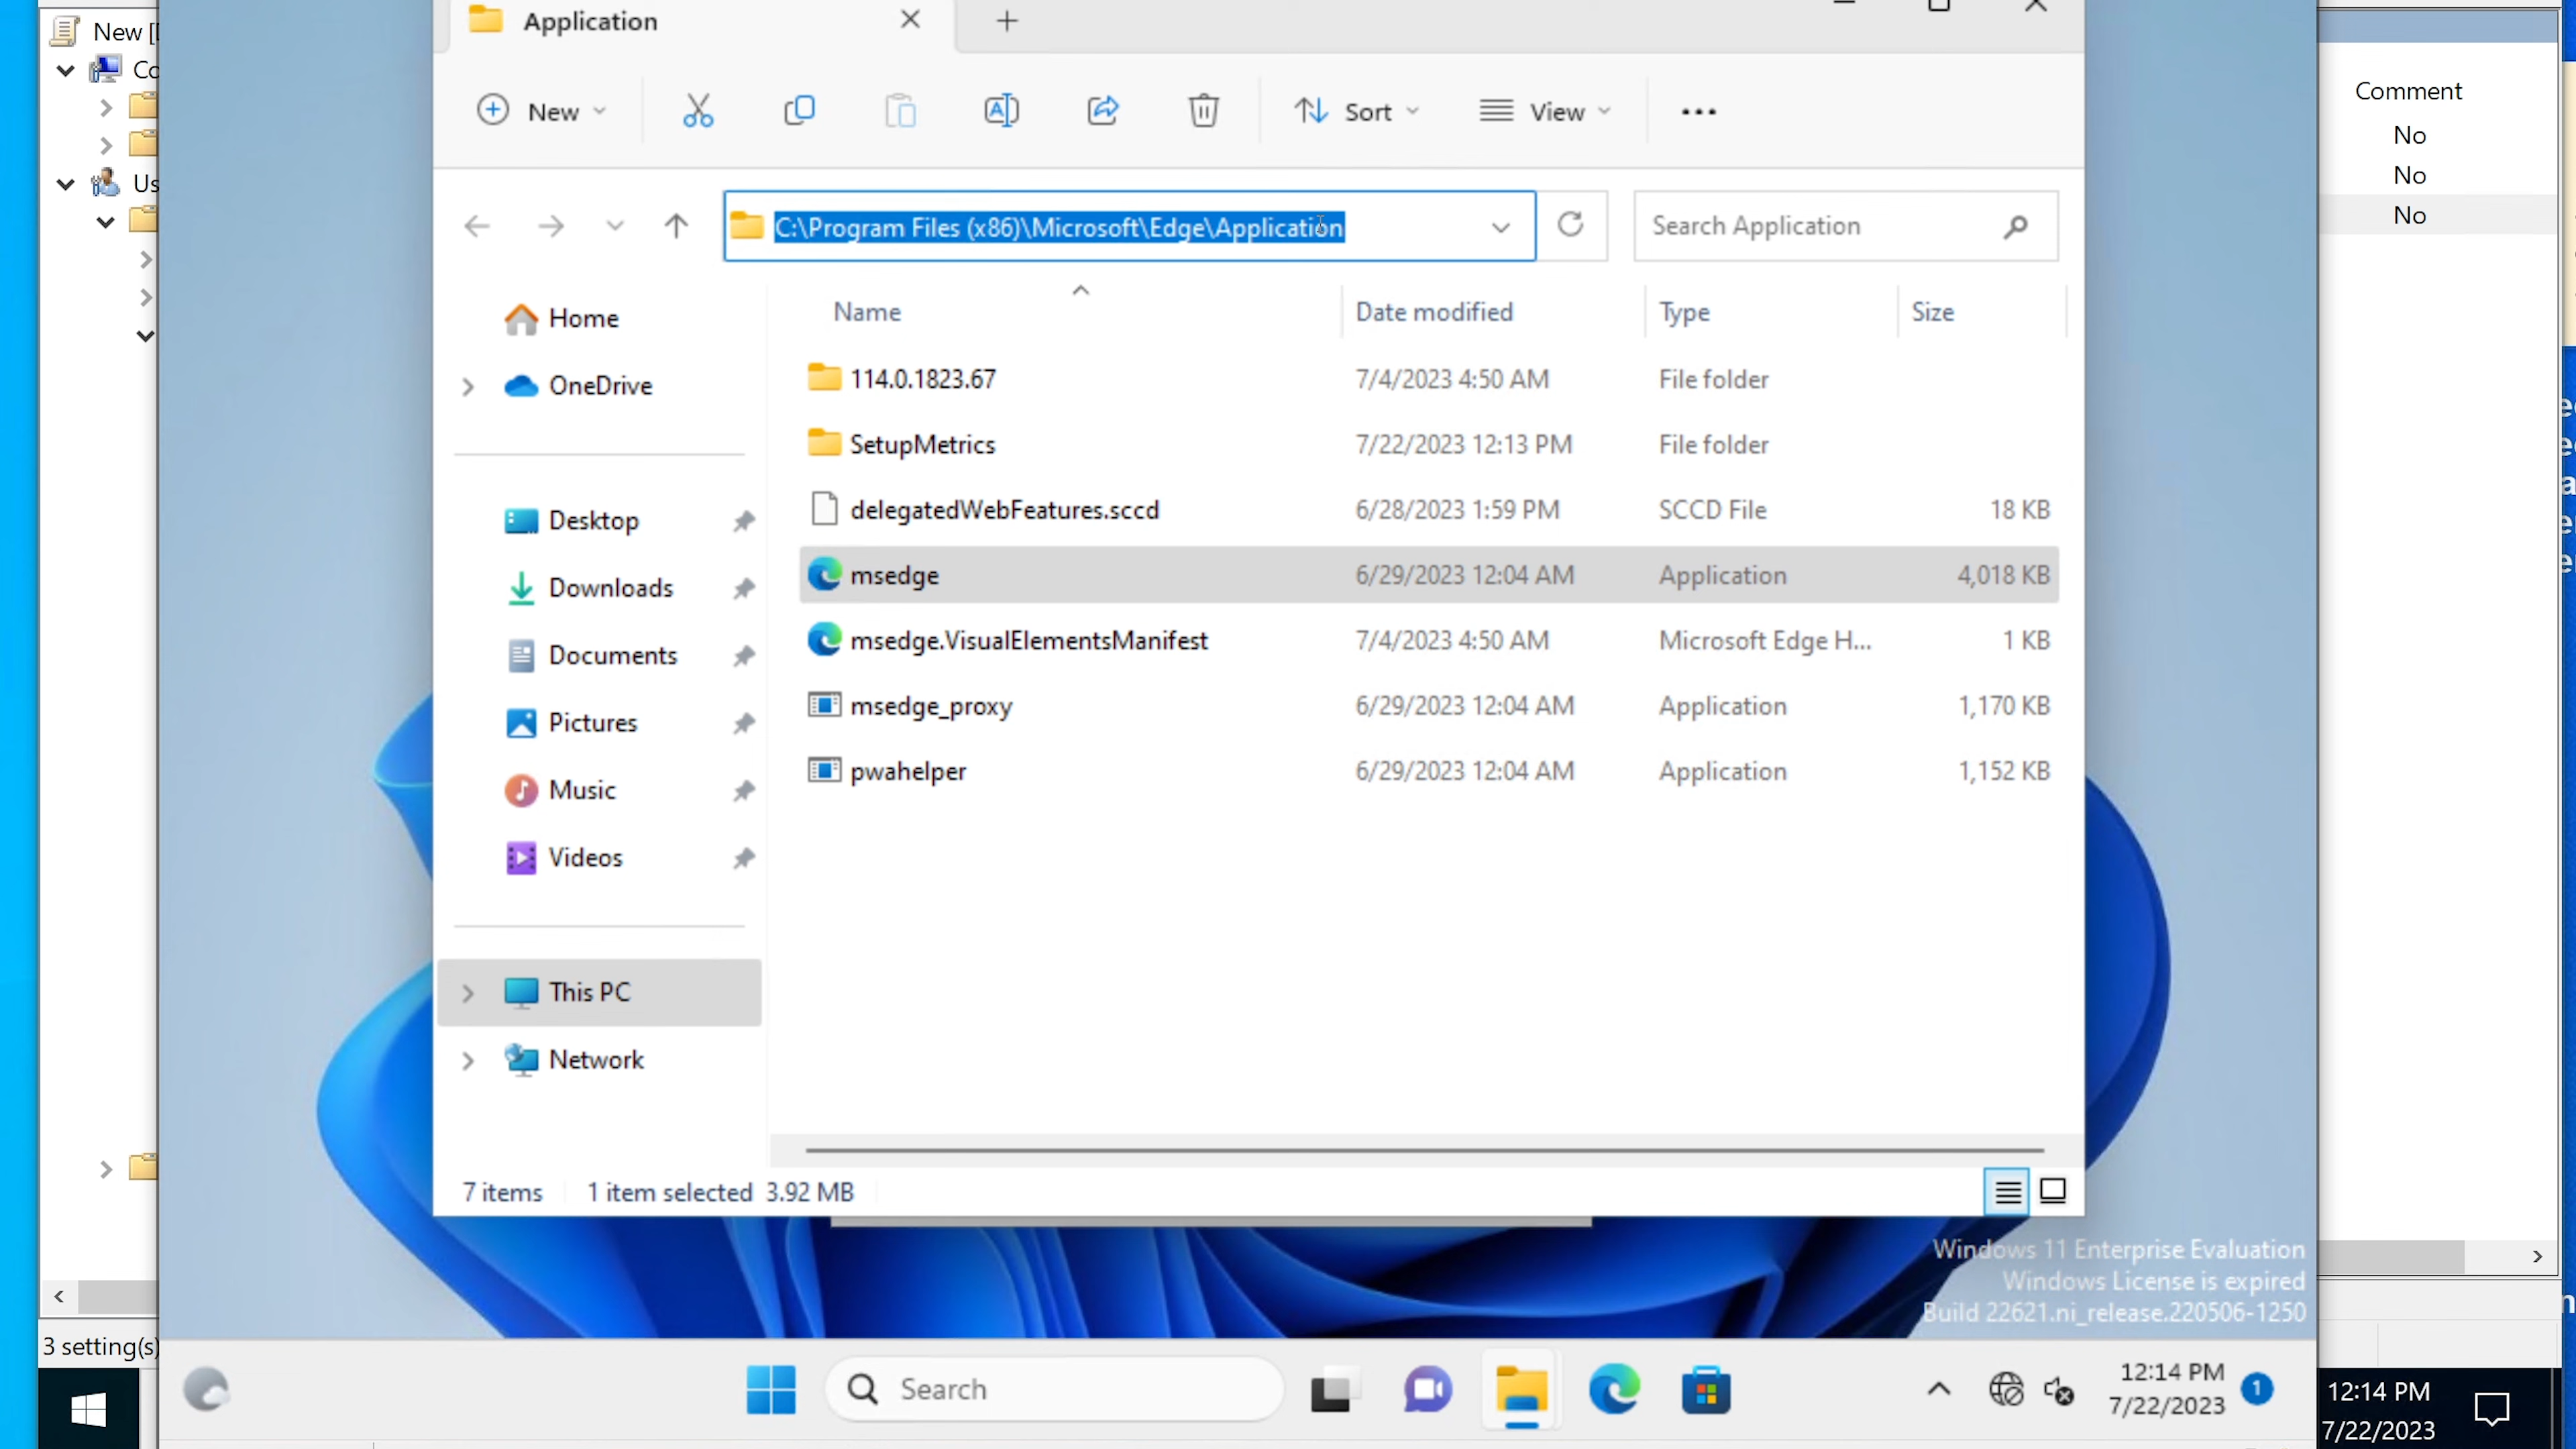 New [
Co
Us
3 setting(s)
Application
New
Sort
View
C:\Program Files (x86)\Microsoft\Edge\Application
Search Application
Home
OneDrive
Desktop
Downloads
Documents
Pictures
Music
Videos
This PC
Network
Name Date modified Type Size
114.0.1823.67 7/4/2023 4:50 AM File folder
SetupMetrics 7/22/2023 12:13 PM File folder
delegatedWebFeatures.sccd 6/28/2023 1:59 PM SCCD File 18 KB
msedge 6/29/2023 12:04 AM Application 4,018 KB
msedge.VisualElementsManifest 7/4/2023 4:50 AM Microsoft Edge H... 1 KB
msedge_proxy 6/29/2023 12:04 AM Application 1,170 KB
pwahelper 6/29/2023 12:04 AM Application 1,152 KB
7 items 1 item selected 3.92 MB
Comment
No
No
No
Windows 11 Enterprise Evaluation
Windows License is expired
Build 22621.ni_release.220506-1250
Search
12:14 PM
7/22/2023
1
12:14 PM
7/22/2023